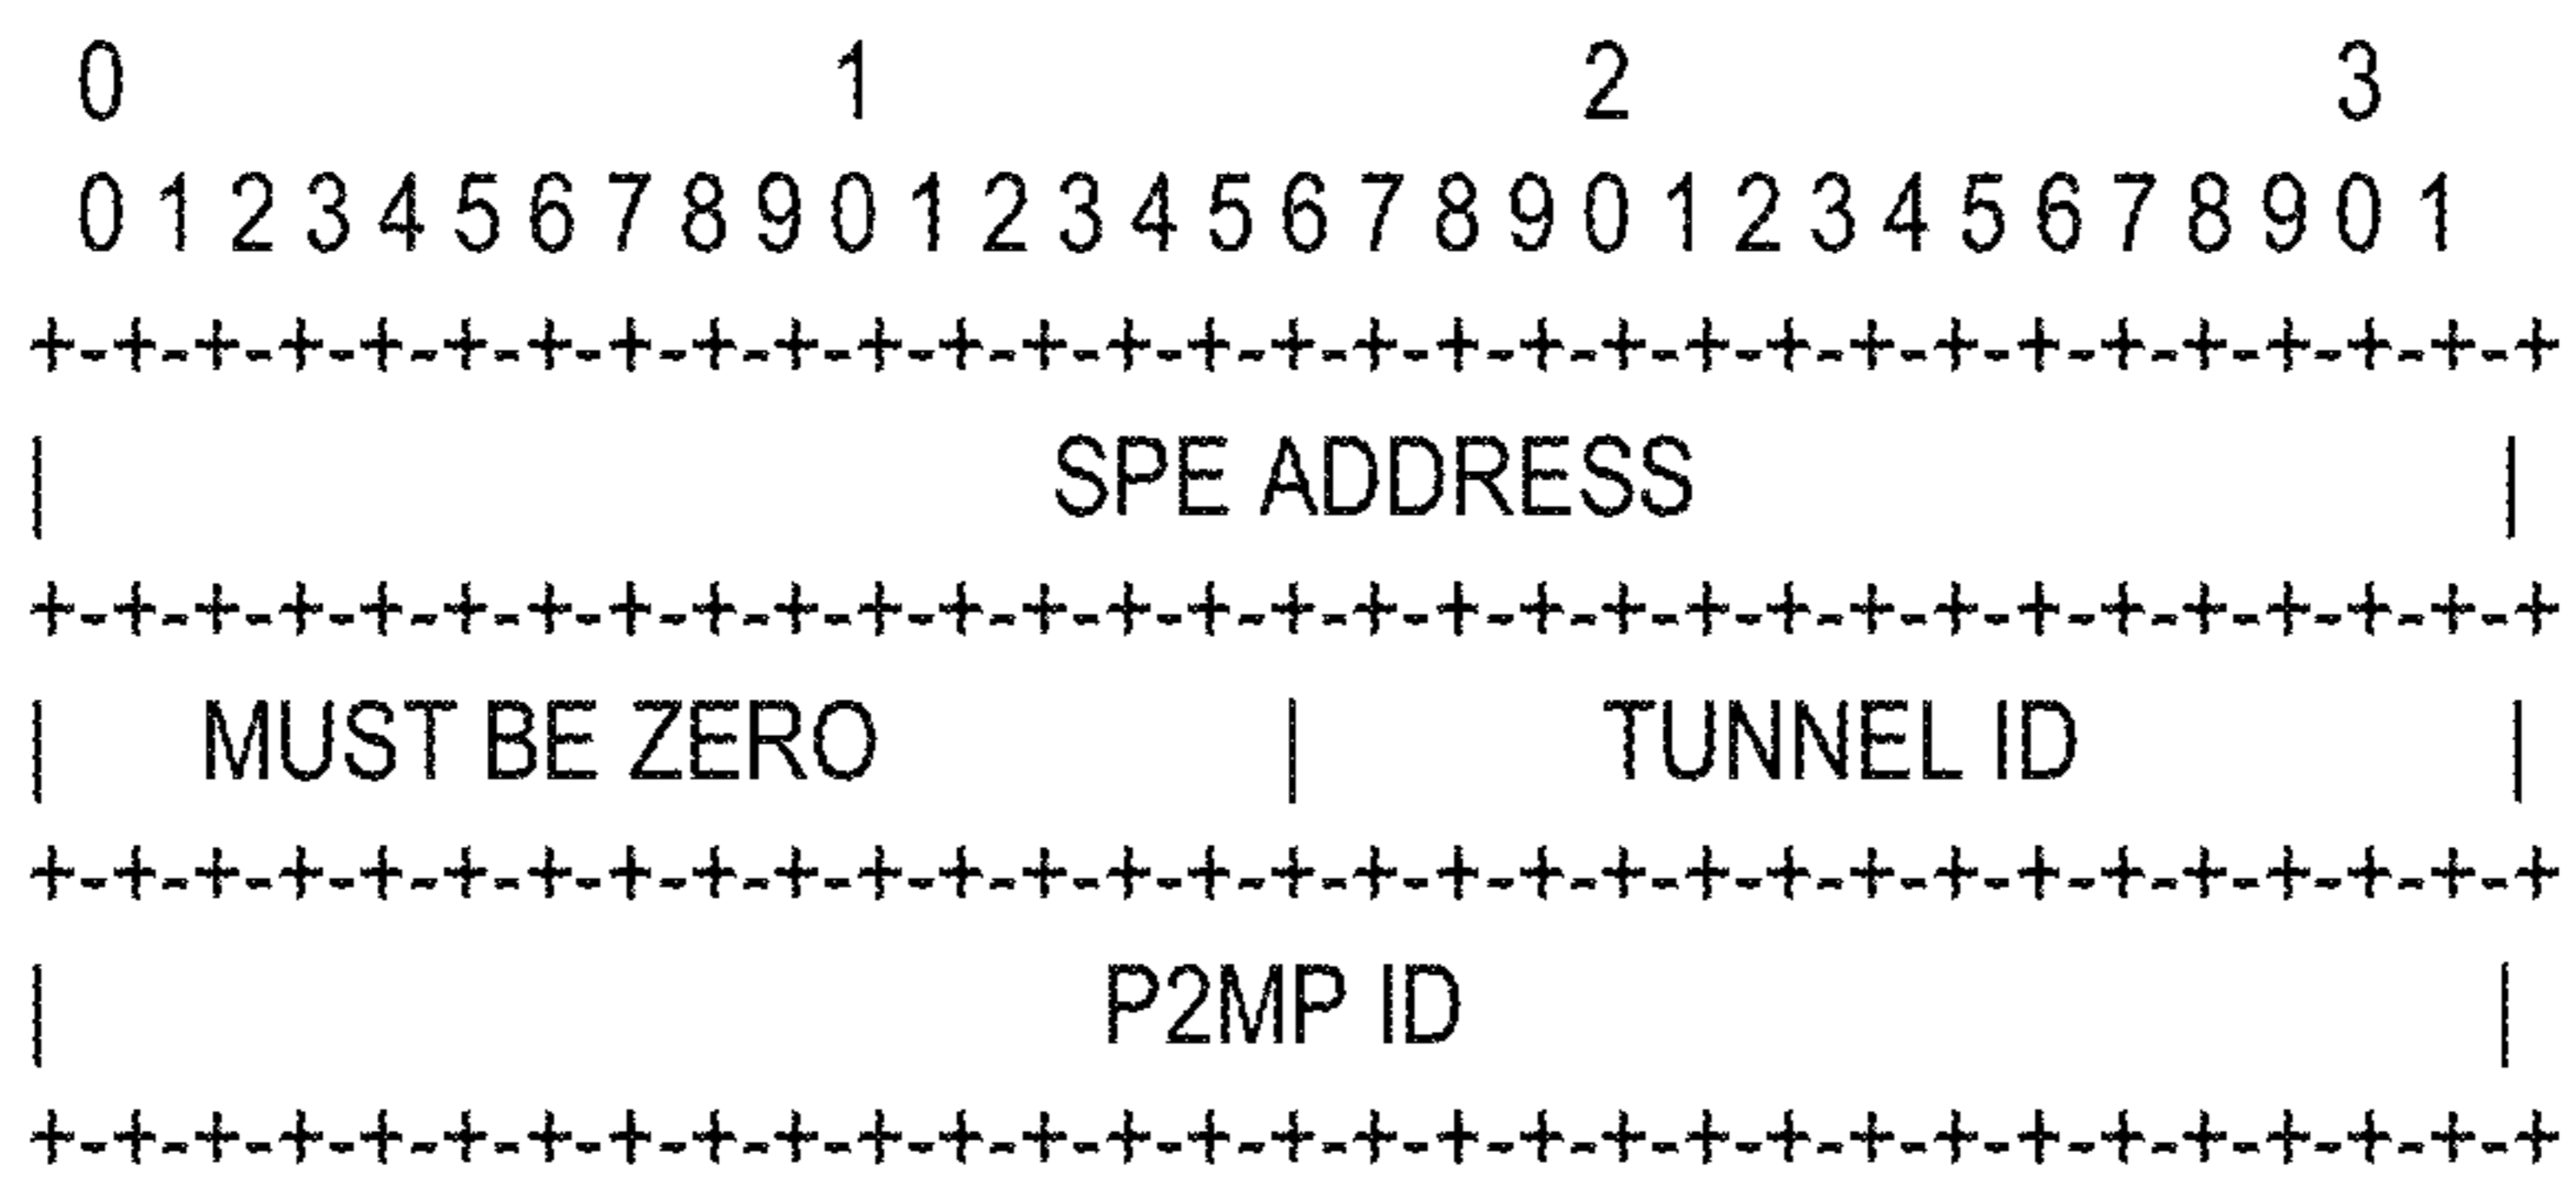 0 1 2 3
0 1 2 3 4 5 6 7 8 9 0 1 2 3 4 5 6 7 8 9 0 1 2 3 4 5 6 7 8 9 0 1
+-+-+-+-+-+-+-+-+-+-+-+-+-+-+-+-+-+-+-+-+-+-+-+-+-+-+-+-+-+-+-+
| SPE ADDRESS |
+-+-+-+-+-+-+-+-+-+-+-+-+-+-+-+-+-+-+-+-+-+-+-+-+-+-+-+-+-+-+-+
| MUST BE ZERO | TUNNEL ID |
+-+-+-+-+-+-+-+-+-+-+-+-+-+-+-+-+-+-+-+-+-+-+-+-+-+-+-+-+-+-+-+
| P2MP ID |
+-+-+-+-+-+-+-+-+-+-+-+-+-+-+-+-+-+-+-+-+-+-+-+-+-+-+-+-+-+-+-+